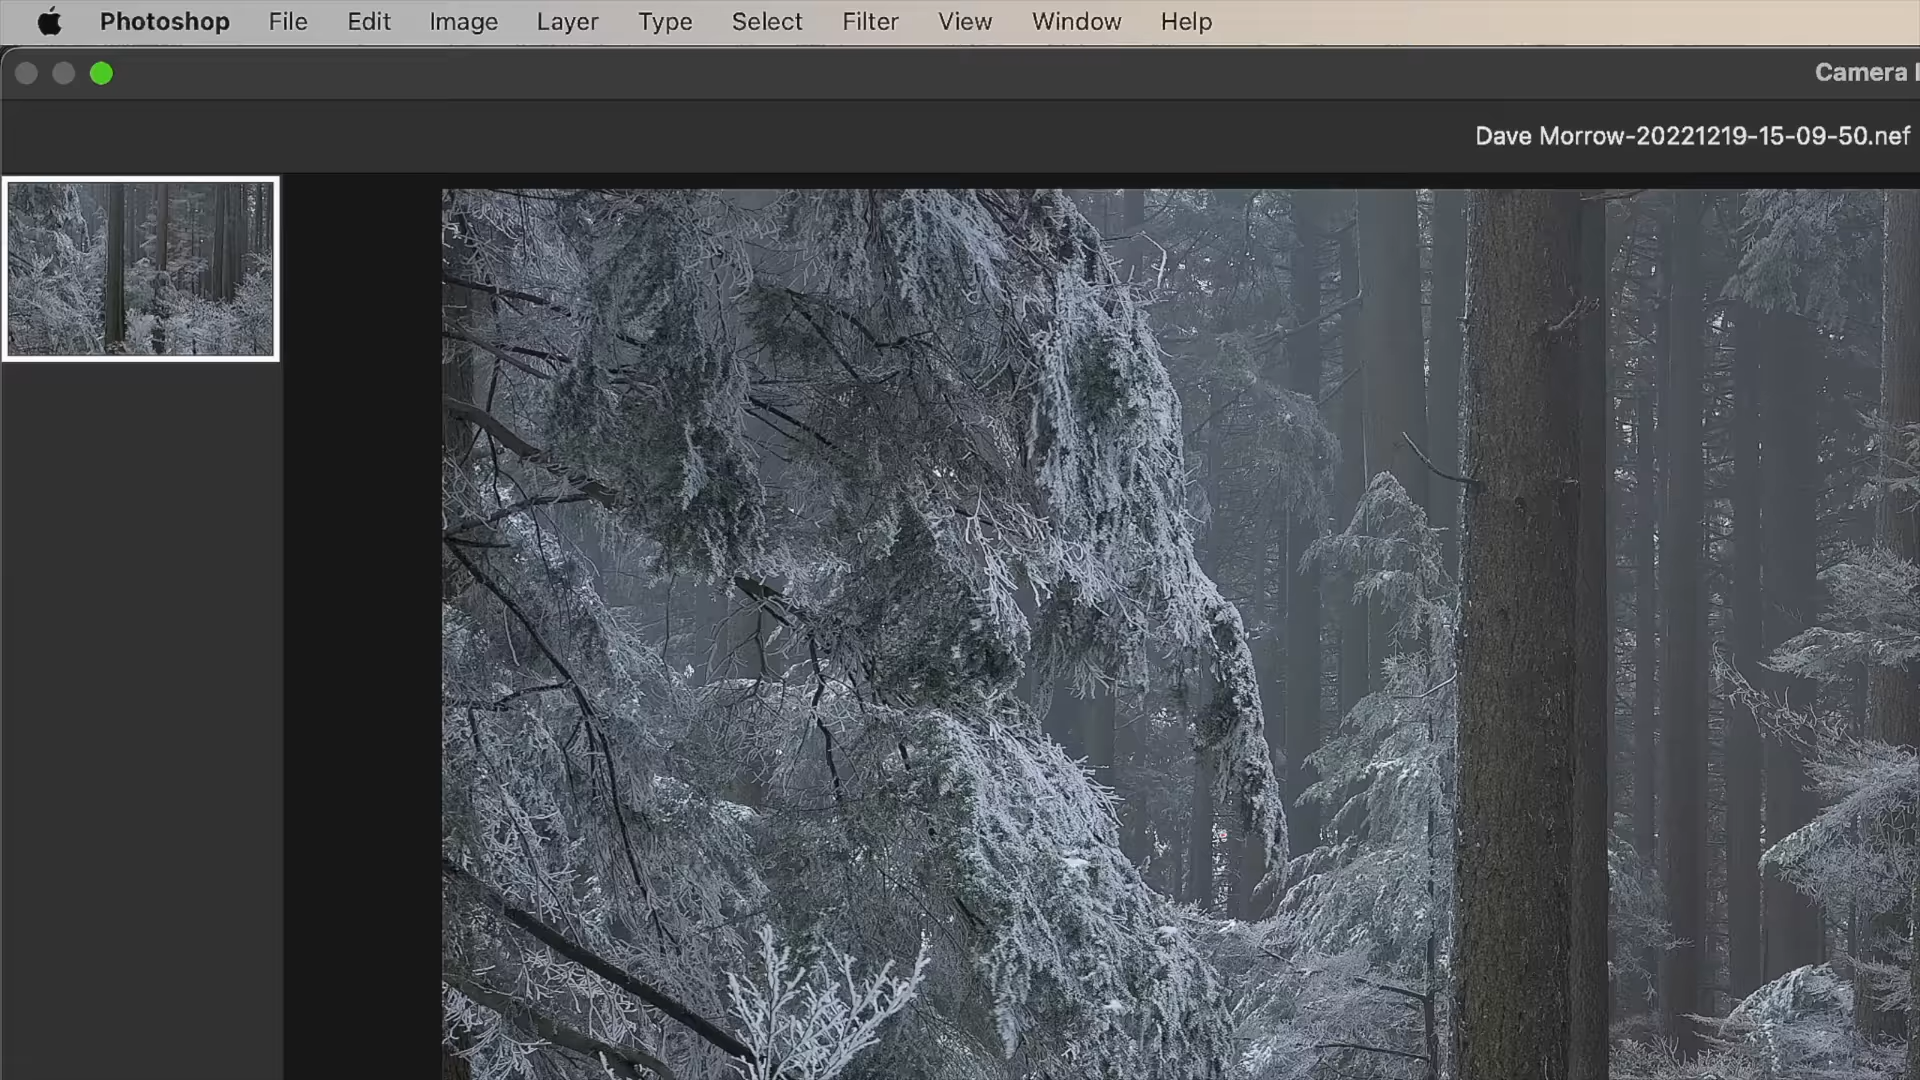 Photoshop File Edit Image Layer Type Select Filter View Window Help
Camera
Dave Morrow-20221219-15-09-50.nef